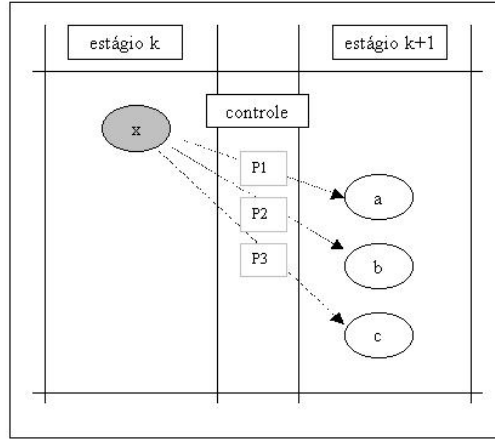 estágio k
estágio k+1
controle
x
P1
a
P2
b
P3
c